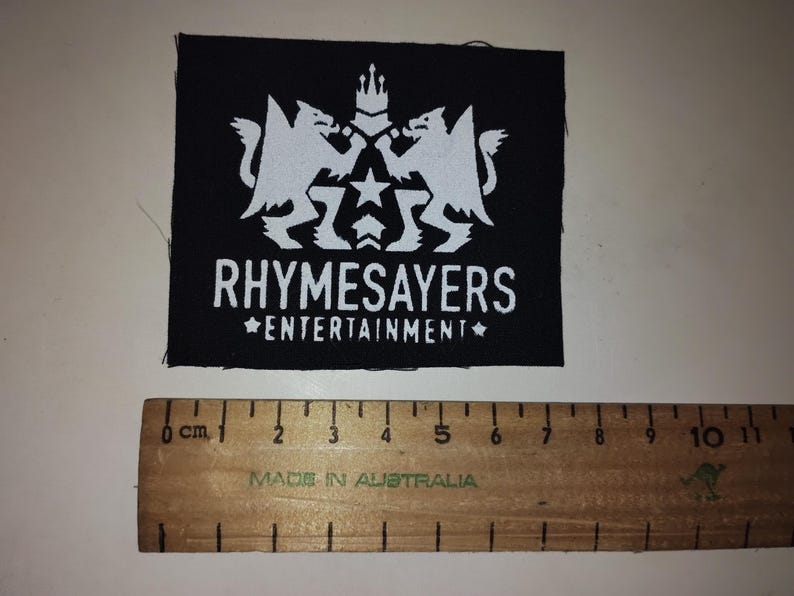 RHYMESAYERS
★ENTERTAINMENT★
0 cm 1 2 3 4 5 6 7 8 9 10 11
MADE IN AUSTRALIA